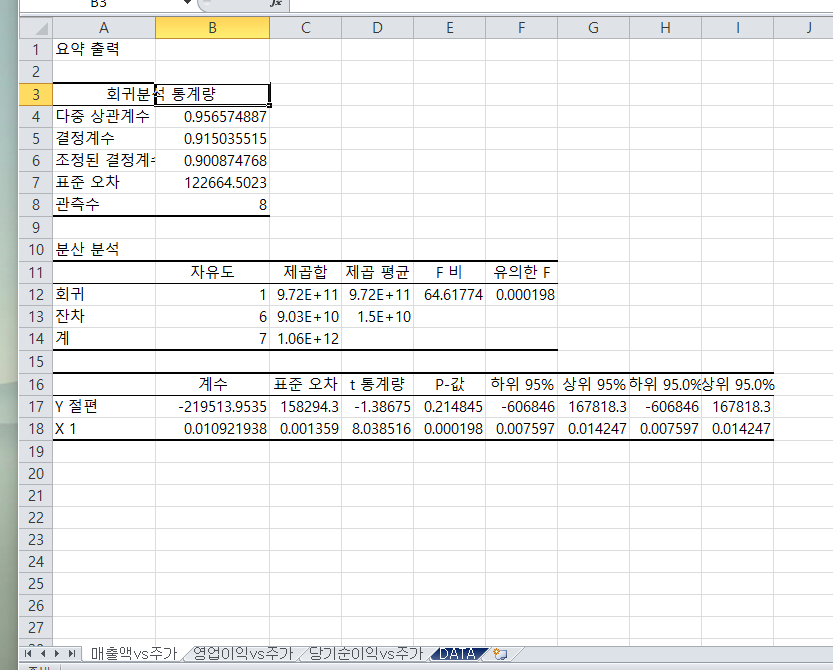 B3 fx
A B C D E F G H I J
1 요약 출력
2
3 회귀분석 통계량
4 다중 상관계수 0.956574887
5 결정계수 0.915035515
6 조정된 결정계수 0.900874768
7 표준 오차 122664.5023
8 관측수 8
9
10 분산 분석
11 자유도 제곱합 제곱 평균 F 비 유의한 F
12 회귀 1 9.72E+11 9.72E+11 64.61774 0.000198
13 잔차 6 9.03E+10 1.5E+10
14 계 7 1.06E+12
15
16 계수 표준 오차 t 통계량 P-값 하위 95% 상위 95% 하위 95.0% 상위 95.0%
17 Y 절편 -219513.9535 158294.3 -1.38675 0.214845 -606846 167818.3 -606846 167818.3
18 X 1 0.010921938 0.001359 8.038516 0.000198 0.007597 0.014247 0.007597 0.014247
19
20
21
22
23
24
25
26
27
매출액vs주가 영업이익vs주가 당기순이익vs주가 DATA